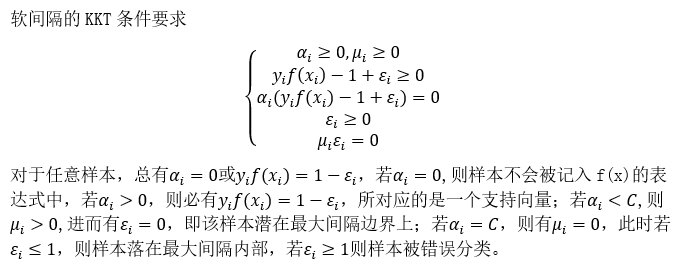 软间隔的 KKT 条件要求
αᵢ ≥ 0, μᵢ ≥ 0
yᵢf(xᵢ) − 1 + εᵢ ≥ 0
αᵢ(yᵢf(xᵢ) − 1 + εᵢ) = 0
εᵢ ≥ 0
μᵢεᵢ = 0
对于任意样本，总有αᵢ = 0或yᵢf(xᵢ) = 1 − εᵢ，若αᵢ = 0, 则样本不会被记入 f(x)的表
达式中，若αᵢ > 0，则必有yᵢf(xᵢ) = 1 − εᵢ，所对应的是一个支持向量；若αᵢ < C, 则
μᵢ > 0, 进而有εᵢ = 0，即该样本潜在最大间隔边界上；若αᵢ = C，则有μᵢ = 0，此时若
εᵢ ≤ 1，则样本落在最大间隔内部，若εᵢ ≥ 1则样本被错误分类。